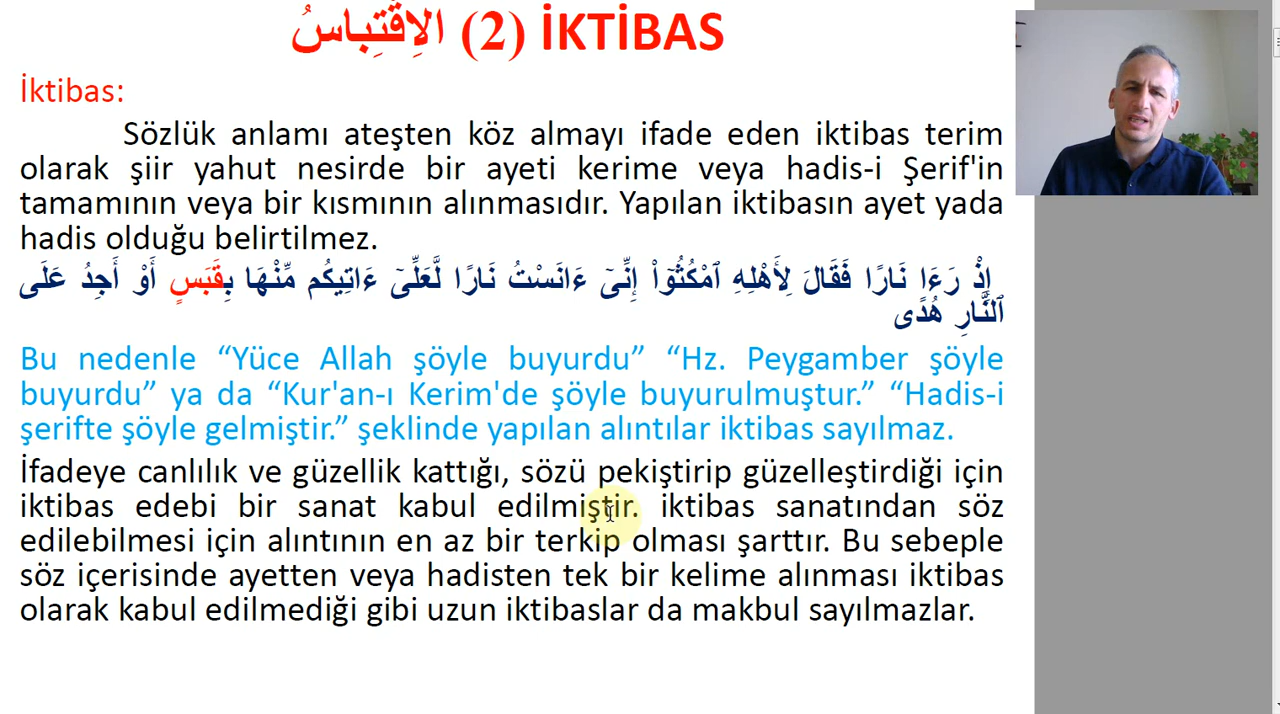 الِاقْتِباسُ (2) İKTİBAS
İktibas:
Sözlük anlamı ateşten köz almayı ifade eden iktibas terim
olarak şiir yahut nesirde bir ayeti kerime veya hadis-i Şerif'in
tamamının veya bir kısmının alınmasıdır. Yapılan iktibasın ayet yada
hadis olduğu belirtilmez.
إِذْ رَءَا نَارًا فَقَالَ لِأَهْلِهِ ٱمْكُثُوٓا۟ إِنِّىٓ ءَانَسْتُ نَارًا لَّعَلِّىٓ ءَاتِيكُم مِّنْهَا بِقَبَسٍ أَوْ أَجِدُ عَلَى
ٱلنَّارِ هُدًى
Bu nedenle “Yüce Allah şöyle buyurdu” “Hz. Peygamber şöyle
buyurdu” ya da “Kur'an-ı Kerim'de şöyle buyurulmuştur.” “Hadis-i
şerifte şöyle gelmiştir.” şeklinde yapılan alıntılar iktibas sayılmaz.
İfadeye canlılık ve güzellik kattığı, sözü pekiştirip güzelleştirdiği için
iktibas edebi bir sanat kabul edilmiştir. iktibas sanatından söz
edilebilmesi için alıntının en az bir terkip olması şarttır. Bu sebeple
söz içerisinde ayetten veya hadisten tek bir kelime alınması iktibas
olarak kabul edilmediği gibi uzun iktibaslar da makbul sayılmazlar.